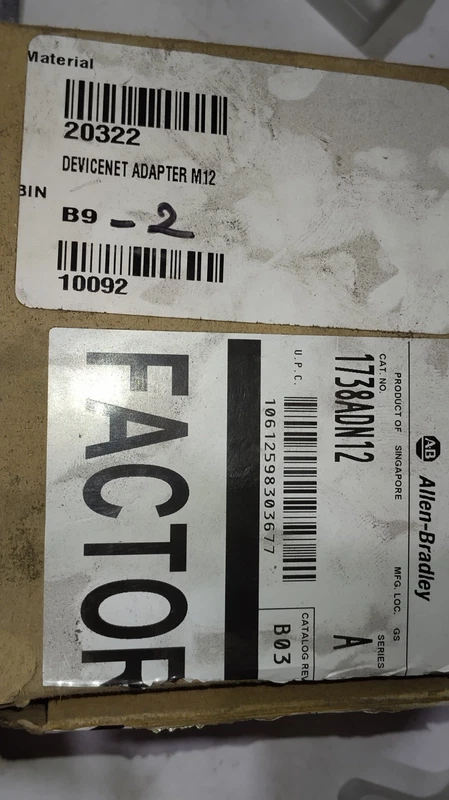 Material
20322
DEVICENET ADAPTER M12
BIN
B9 - 2
10092
AB Allen-Bradley
PRODUCT OF SINGAPORE MFG. LOC. GS
CAT. NO. SERIES
1738ADN12 A
U.P.C.
10612598303677
CATALOG REV
B03
FACTOR